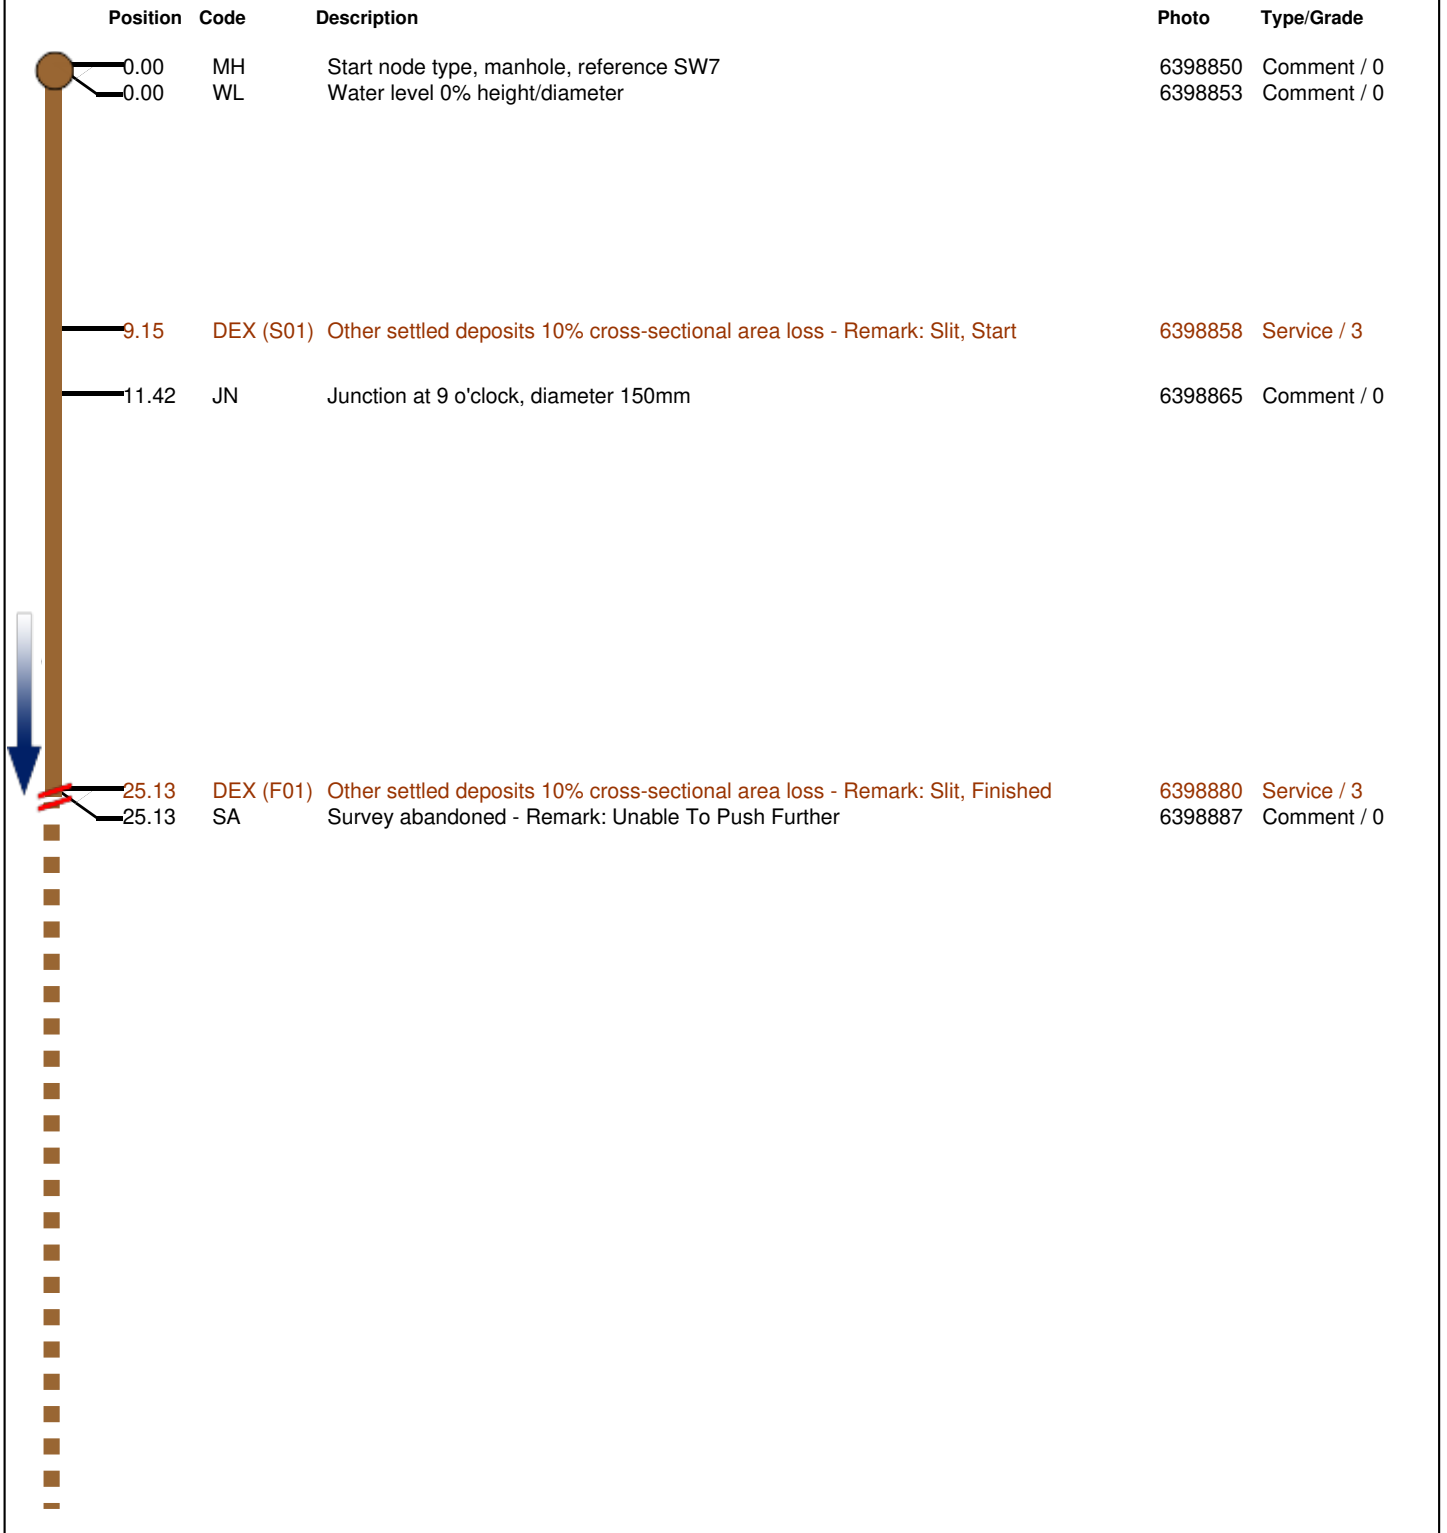 Position Code Description Photo Type/Grade
0.00 MH Start node type, manhole, reference SW7 6398850 Comment / 0
0.00 WL Water level 0% height/diameter 6398853 Comment / 0
9.15 DEX (S01) Other settled deposits 10% cross-sectional area loss - Remark: Slit, Start 6398858 Service / 3
11.42 JN Junction at 9 o'clock, diameter 150mm 6398865 Comment / 0
25.13 DEX (F01) Other settled deposits 10% cross-sectional area loss - Remark: Slit, Finished 6398880 Service / 3
25.13 SA Survey abandoned - Remark: Unable To Push Further 6398887 Comment / 0